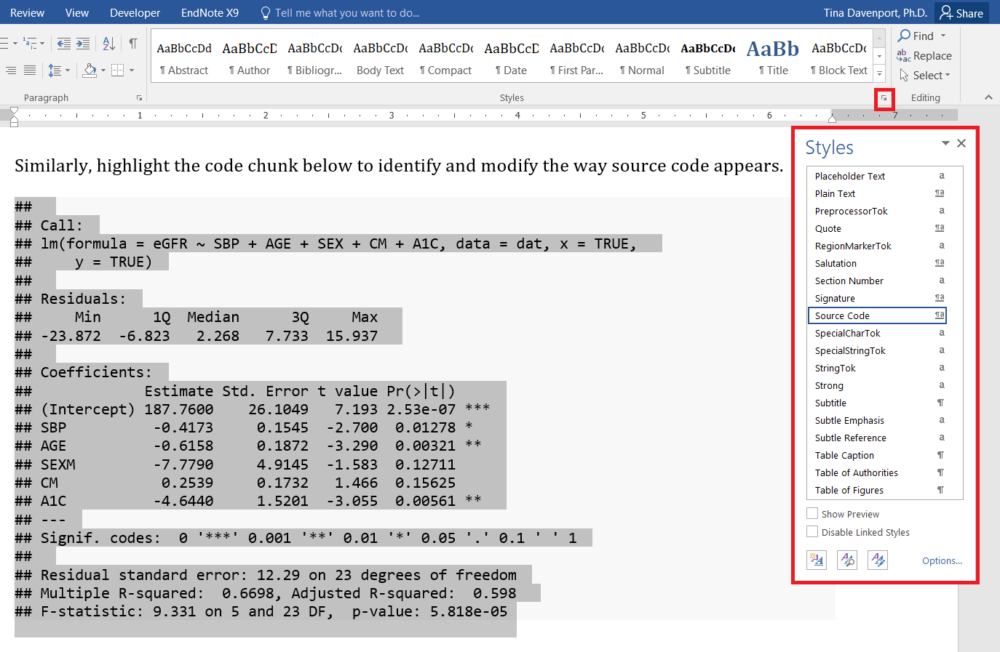 Review View Developer EndNote X9 Tell me what you want to do... Tina Davenport, Ph.D. Share
AaBbCcDd AaBbCcD AaBbCcDd AaBbCcDd AaBbCcDd AaBbCcD AaBbCcDd AaBbCcDd AaBbCcDd AaBb AaBbCcDd
¶ Abstract ¶ Author ¶ Bibliogr... Body Text ¶ Compact ¶ Date ¶ First Par... ¶ Normal ¶ Subtitle ¶ Title ¶ Block Text
Find
Replace
Select
Paragraph Styles Editing
1 2 3 4 5 6 7
Similarly, highlight the code chunk below to identify and modify the way source code appears.
##
## Call:
## lm(formula = eGFR ~ SBP + AGE + SEX + CM + A1C, data = dat, x = TRUE,
##     y = TRUE)
##
## Residuals:
##     Min      1Q  Median      3Q     Max
## -23.872  -6.823   2.268   7.733  15.937
##
## Coefficients:
##             Estimate Std. Error t value Pr(>|t|)
## (Intercept) 187.7600    26.1049   7.193 2.53e-07 ***
## SBP          -0.4173     0.1545  -2.700  0.01278 *
## AGE          -0.6158     0.1872  -3.290  0.00321 **
## SEXM         -7.7790     4.9145  -1.583  0.12711
## CM            0.2539     0.1732   1.466  0.15625
## A1C          -4.6440     1.5201  -3.055  0.00561 **
## ---
## Signif. codes:  0 '***' 0.001 '**' 0.01 '*' 0.05 '.' 0.1 ' ' 1
##
## Residual standard error: 12.29 on 23 degrees of freedom
## Multiple R-squared:  0.6698, Adjusted R-squared:  0.598
## F-statistic: 9.331 on 5 and 23 DF,  p-value: 5.818e-05
Styles
Placeholder Text a
Plain Text ¶a
PreprocessorTok a
Quote ¶a
RegionMarkerTok a
Salutation ¶a
Section Number a
Signature ¶a
Source Code ¶a
SpecialCharTok a
SpecialStringTok a
StringTok a
Strong a
Subtitle ¶
Subtle Emphasis a
Subtle Reference a
Table Caption ¶
Table of Authorities ¶
Table of Figures ¶
Show Preview
Disable Linked Styles
Options...